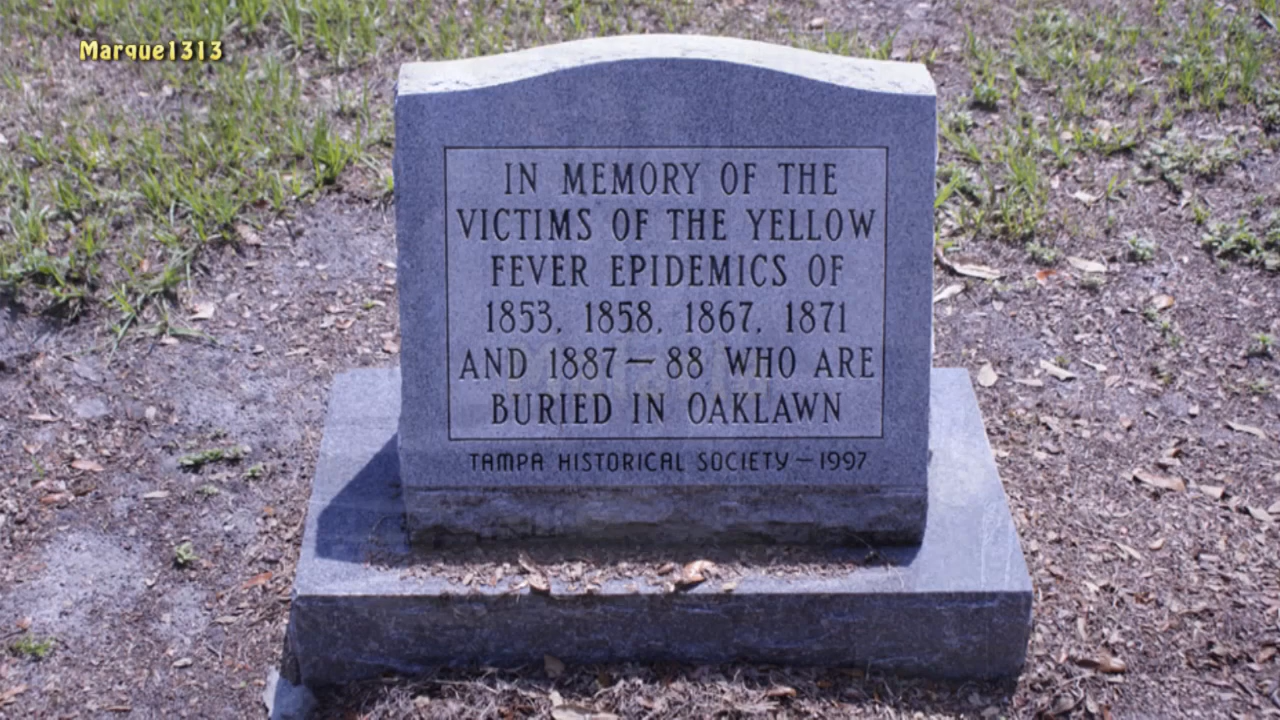 Marque1313
IN MEMORY OF THE
VICTIMS OF THE YELLOW
FEVER EPIDEMICS OF
1853, 1858, 1867, 1871
AND 1887-88 WHO ARE
BURIED IN OAKLAWN
TAMPA HISTORICAL SOCIETY-1997